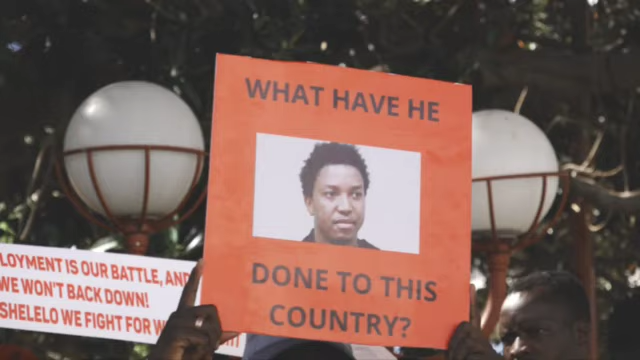 WHAT HAVE HE
DONE TO THIS
COUNTRY?
LOYMENT IS OUR BATTLE, AND
WE WON'T BACK DOWN!
SHELELO WE FIGHT FOR W